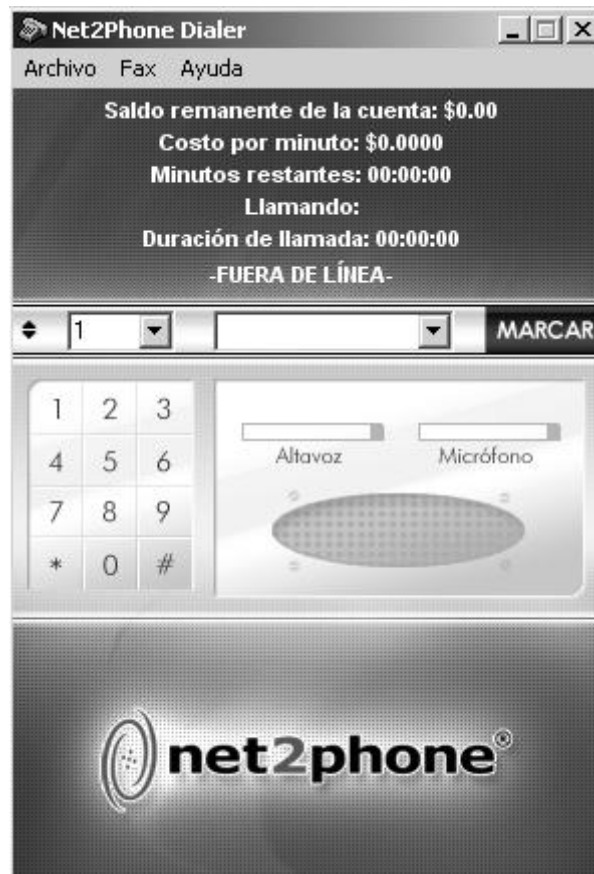 Net2Phone Dialer
Archivo Fax Ayuda
Saldo remanente de la cuenta: $0.00
Costo por minuto: $0.0000
Minutos restantes: 00:00:00
Llamando:
Duración de llamada: 00:00:00
-FUERA DE LÍNEA-
1 MARCAR
1 2 3
4 5 6
7 8 9
* 0 #
Altavoz Micrófono
net2phone®